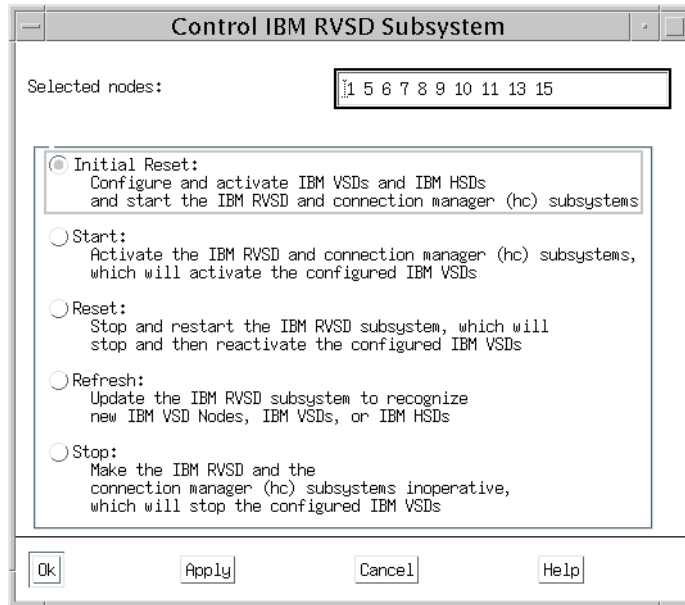 Control IBM RVSD Subsystem
Selected nodes:
1 5 6 7 8 9 10 11 13 15
Initial Reset:
Configure and activate IBM VSDs and IBM HSDs
and start the IBM RVSD and connection manager (hc) subsystems
Start:
Activate the IBM RVSD and connection manager (hc) subsystems,
which will activate the configured IBM VSDs
Reset:
Stop and restart the IBM RVSD subsystem, which will
stop and then reactivate the configured IBM VSDs
Refresh:
Update the IBM RVSD subsystem to recognize
new IBM VSD Nodes, IBM VSDs, or IBM HSDs
Stop:
Make the IBM RVSD and the
connection manager (hc) subsystems inoperative,
which will stop the configured IBM VSDs
Ok Apply Cancel Help